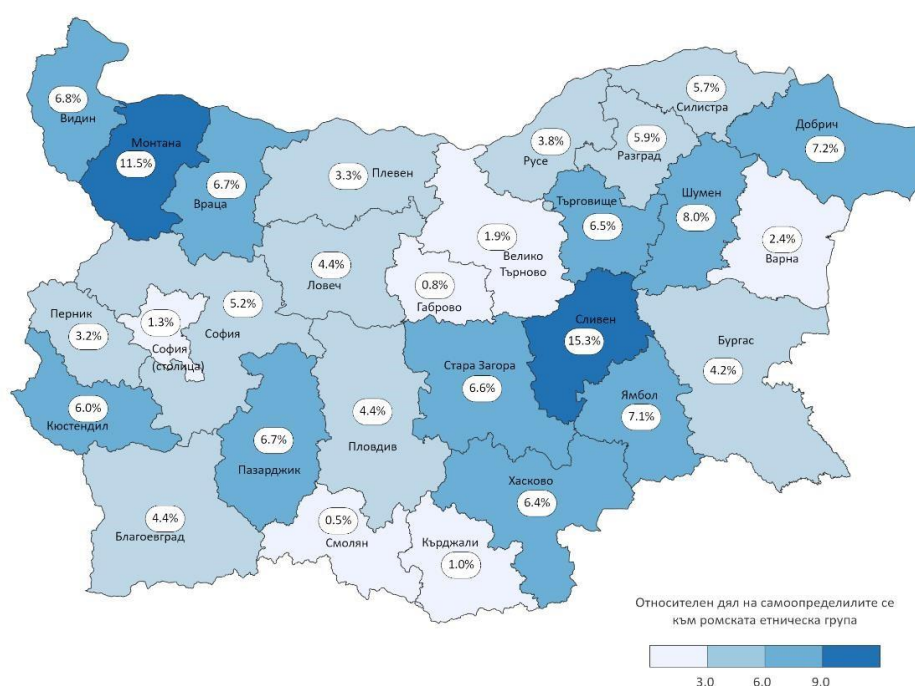 6.8%
Видин
Монтана
11.5%
6.7%
Враца
3.3%
Плевен
3.8%
Русе
5.9%
Разград
5.7%
Силистра
Добрич
7.2%
Търговище
6.5%
Шумен
8.0%
2.4%
Варна
1.9%
Велико
Търново
4.4%
Ловеч
0.8%
Габрово
Перник
3.2%
1.3%
София
(столица)
5.2%
София
Сливен
15.3%
Бургас
4.2%
Стара Загора
6.6%
Ямбол
7.1%
6.0%
Кюстендил
6.7%
Пазарджик
4.4%
Пловдив
Хасково
6.4%
4.4%
Благоевград
0.5%
Смолян
Кърджали
1.0%
Относителен дял на самоопределилите се
към ромската етническа група
3.0 6.0 9.0